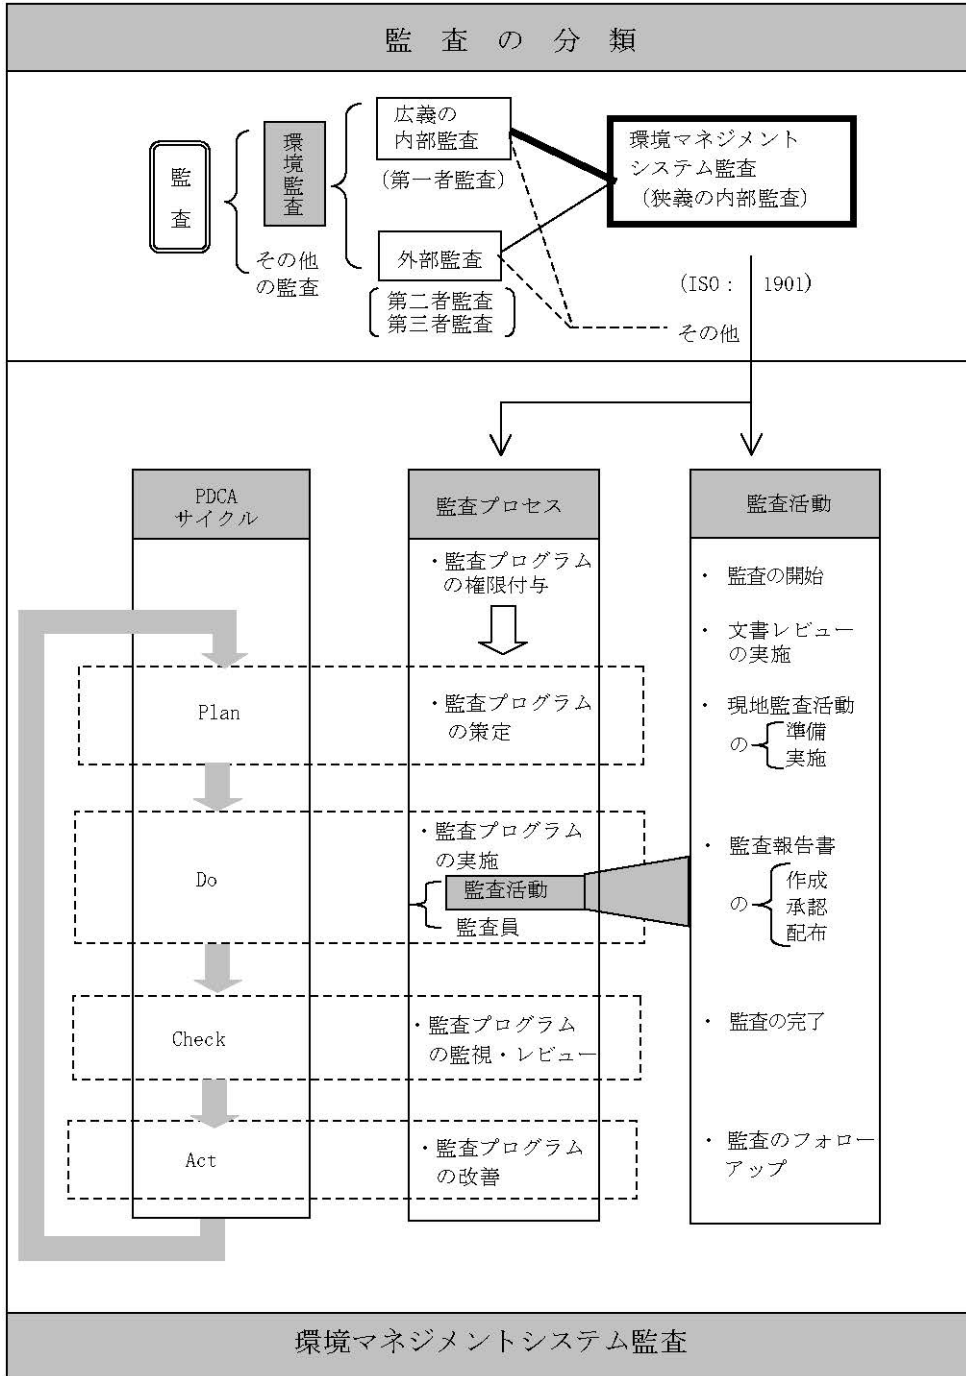 監査の分類
監査
環境監査
その他
の監査
広義の
内部監査
(第一者監査)
外部監査
第二者監査
第三者監査
環境マネジメント
システム監査
(狭義の内部監査)
(ISO : 1901)
その他
PDCA
サイクル
Plan
Do
Check
Act
監査プロセス
・監査プログラム
の権限付与
・監査プログラム
の策定
・監査プログラム
の実施
監査活動
監査員
・監査プログラム
の監視・レビュー
・監査プログラム
の改善
監査活動
・ 監査の開始
・ 文書レビュー
の実施
・ 現地監査活動
の
準備
実施
・ 監査報告書
の
作成
承認
配布
・ 監査の完了
・ 監査のフォロー
アップ
環境マネジメントシステム監査